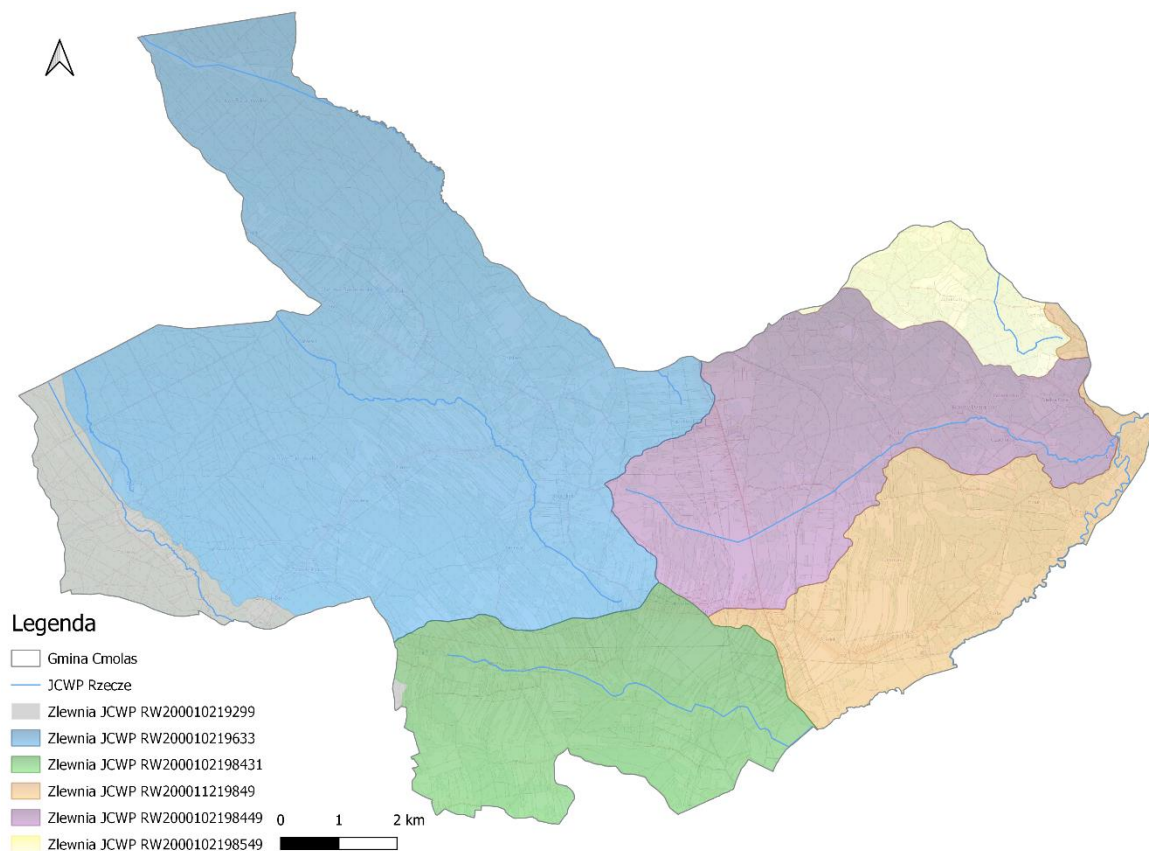 Legenda
Gmina Cmolas
JCWP Rzecze
Zlewnia JCWP RW200010219299
Zlewnia JCWP RW200010219633
Zlewnia JCWP RW2000102198431
Zlewnia JCWP RW200011219849
Zlewnia JCWP RW2000102198449
Zlewnia JCWP RW2000102198549
0 1 2 km